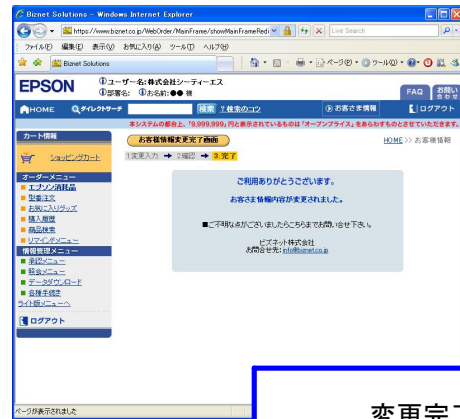 Biznet Solutions - Windows Internet Explorer
https://www.biznet.co.jp/WebOrder/MainFrame/showMainFrameRedi
Live Search
ファイル(F) 編集(E) 表示(V) お気に入り(A) ツール(T) ヘルプ(H)
Biznet Solutions
ページ(P) ツール(O)
EPSON
ユーザー名:株式会社シーティーエス
部署名: お名前:●● 様
FAQ
お問い合わせ
HOME
ダイレクトサーチ
検索
? 検索のコツ
お客さま情報
ログアウト
本システムの都合上、「9,999,999」円と表示されているものは「オープンプライス」をあらわすものとさせていただきます。
カート情報
お客様情報変更完了画面
HOME >> お客様情報
1.変更入力 → 2.確認 → 3.完了
ショッピングカート
オーダーメニュー
エプソン消耗品
型番注文
お気に入りグッズ
購入履歴
商品検索
リマインダメニュー
情報管理メニュー
承認メニュー
照会メニュー
データダウンロード
各種手続き
ライト版メニューへ
ログアウト
ご利用ありがとうございます。
お客さま情報内容が変更されました。
■ご不明な点がございましたらこちらまでお問い合せ下さい。
ビズネット株式会社
お問合せ先: info@biznet.co.jp
ページが表示されました
変更完了